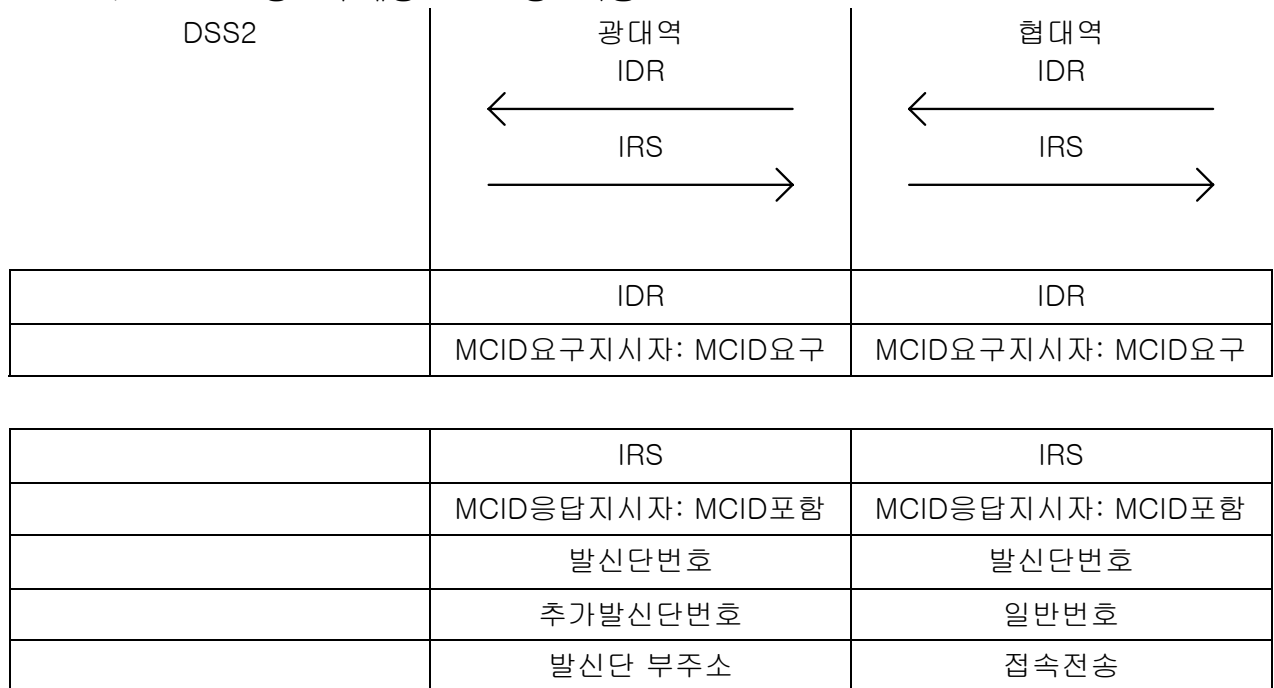 DSS2 광대역 협대역
IDR IDR
IRS IRS
IDR IDR
MCID요구지시자: MCID요구 MCID요구지시자: MCID요구
IRS IRS
MCID응답지시자: MCID포함 MCID응답지시자: MCID포함
발신단번호 발신단번호
추가발신단번호 일반번호
발신단 부주소 접속전송